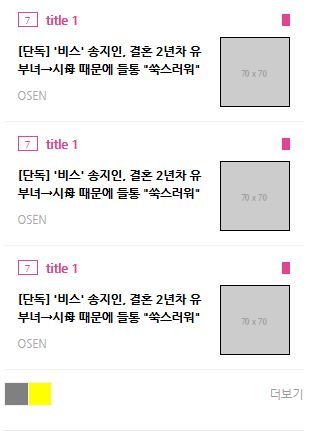 7 title 1
[단독] '비스' 송지인, 결혼 2년차 유
부녀→시母 때문에 들통 "쑥스러워"
70 x 70
OSEN
7 title 1
[단독] '비스' 송지인, 결혼 2년차 유
부녀→시母 때문에 들통 "쑥스러워"
70 x 70
OSEN
7 title 1
[단독] '비스' 송지인, 결혼 2년차 유
부녀→시母 때문에 들통 "쑥스러워"
70 x 70
OSEN
더보기